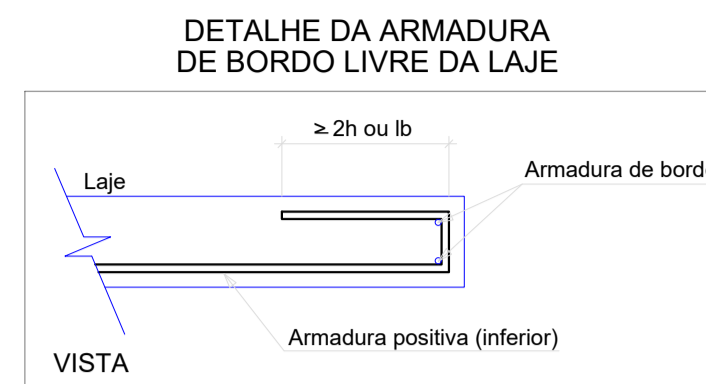 DETALHE DA ARMADURA
DE BORDO LIVRE DA LAJE
≥ 2h ou lb
Laje
Armadura de bord
Armadura positiva (inferior)
VISTA